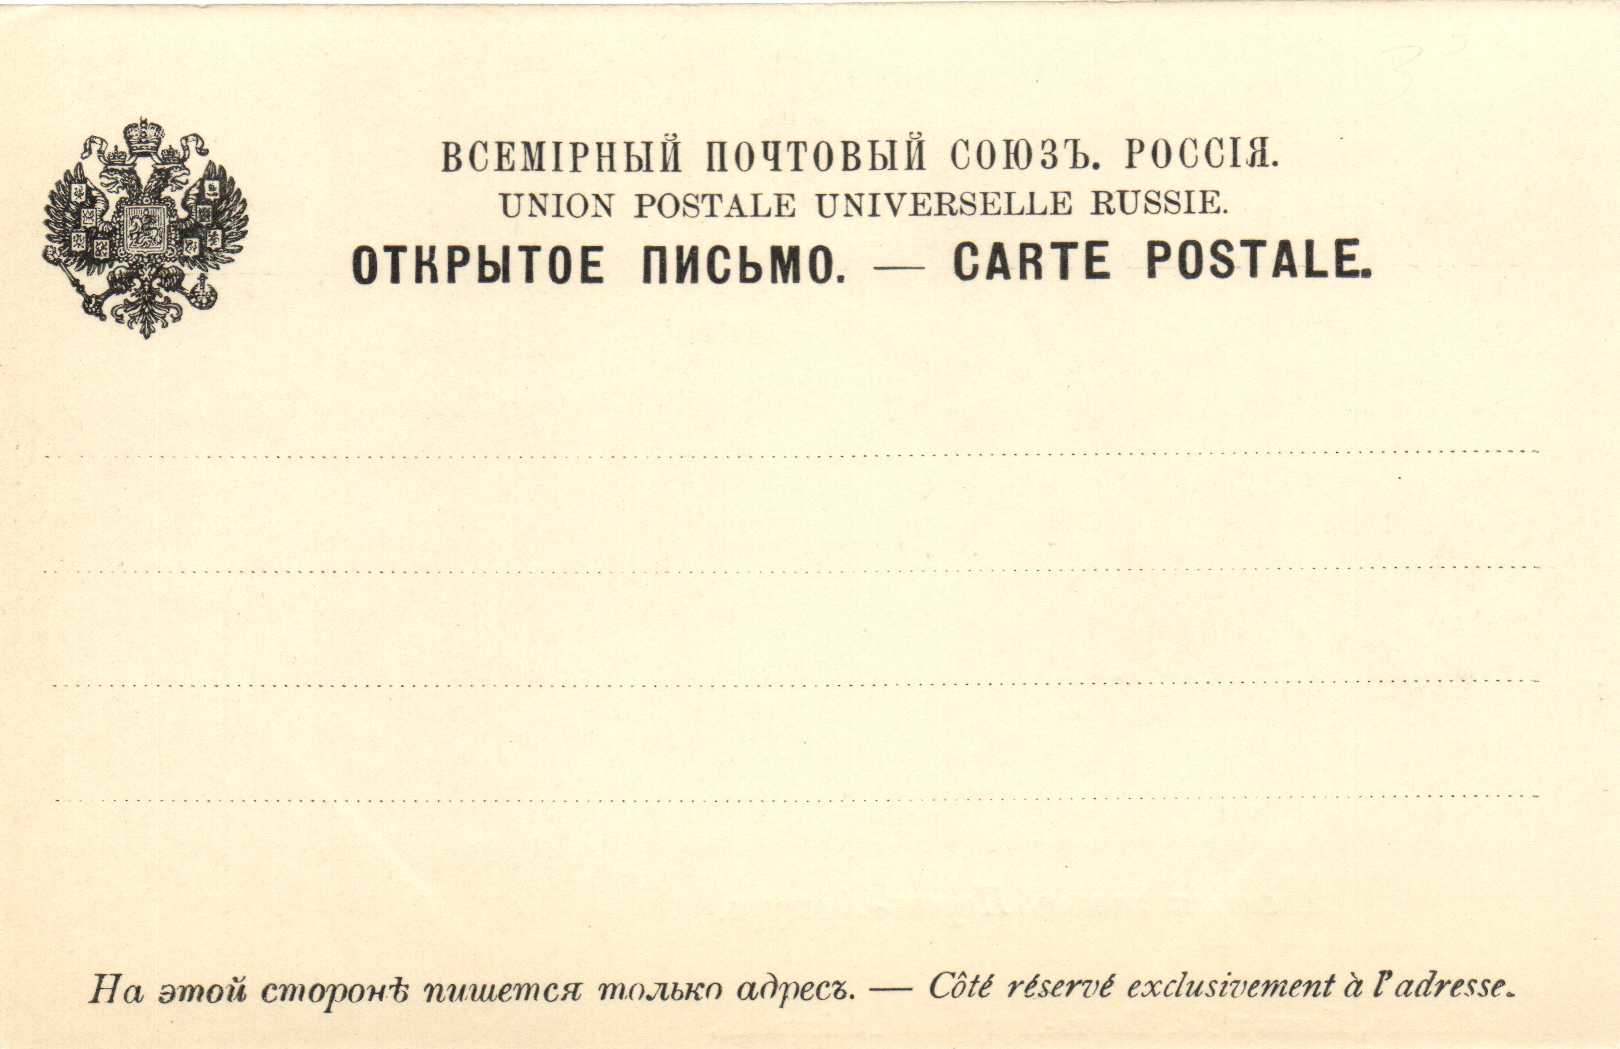 ВСЕМІРНЫЙ ПОЧТОВЫЙ СОЮЗЪ. РОССІЯ.
UNION POSTALE UNIVERSELLE RUSSIE.
ОТКРЫТОЕ ПИСЬМО. — CARTE POSTALE.
На этой сторонѣ пишется только адресъ. — Côté réservé exclusivement à l'adresse.